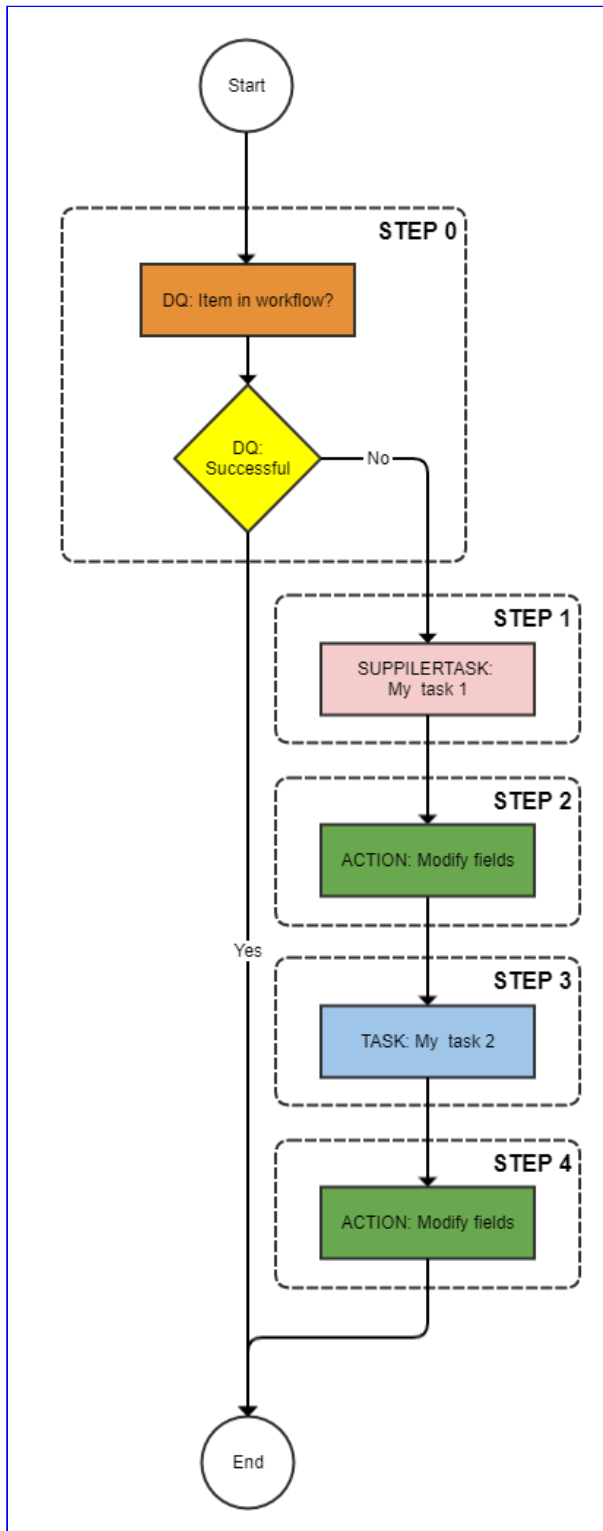 Start
STEP 0
DQ: Item in workflow?
DQ:
Successful
No
STEP 1
SUPPILERTASK:
My task 1
STEP 2
ACTION: Modify fields
Yes
STEP 3
TASK: My task 2
STEP 4
ACTION: Modify fields
End